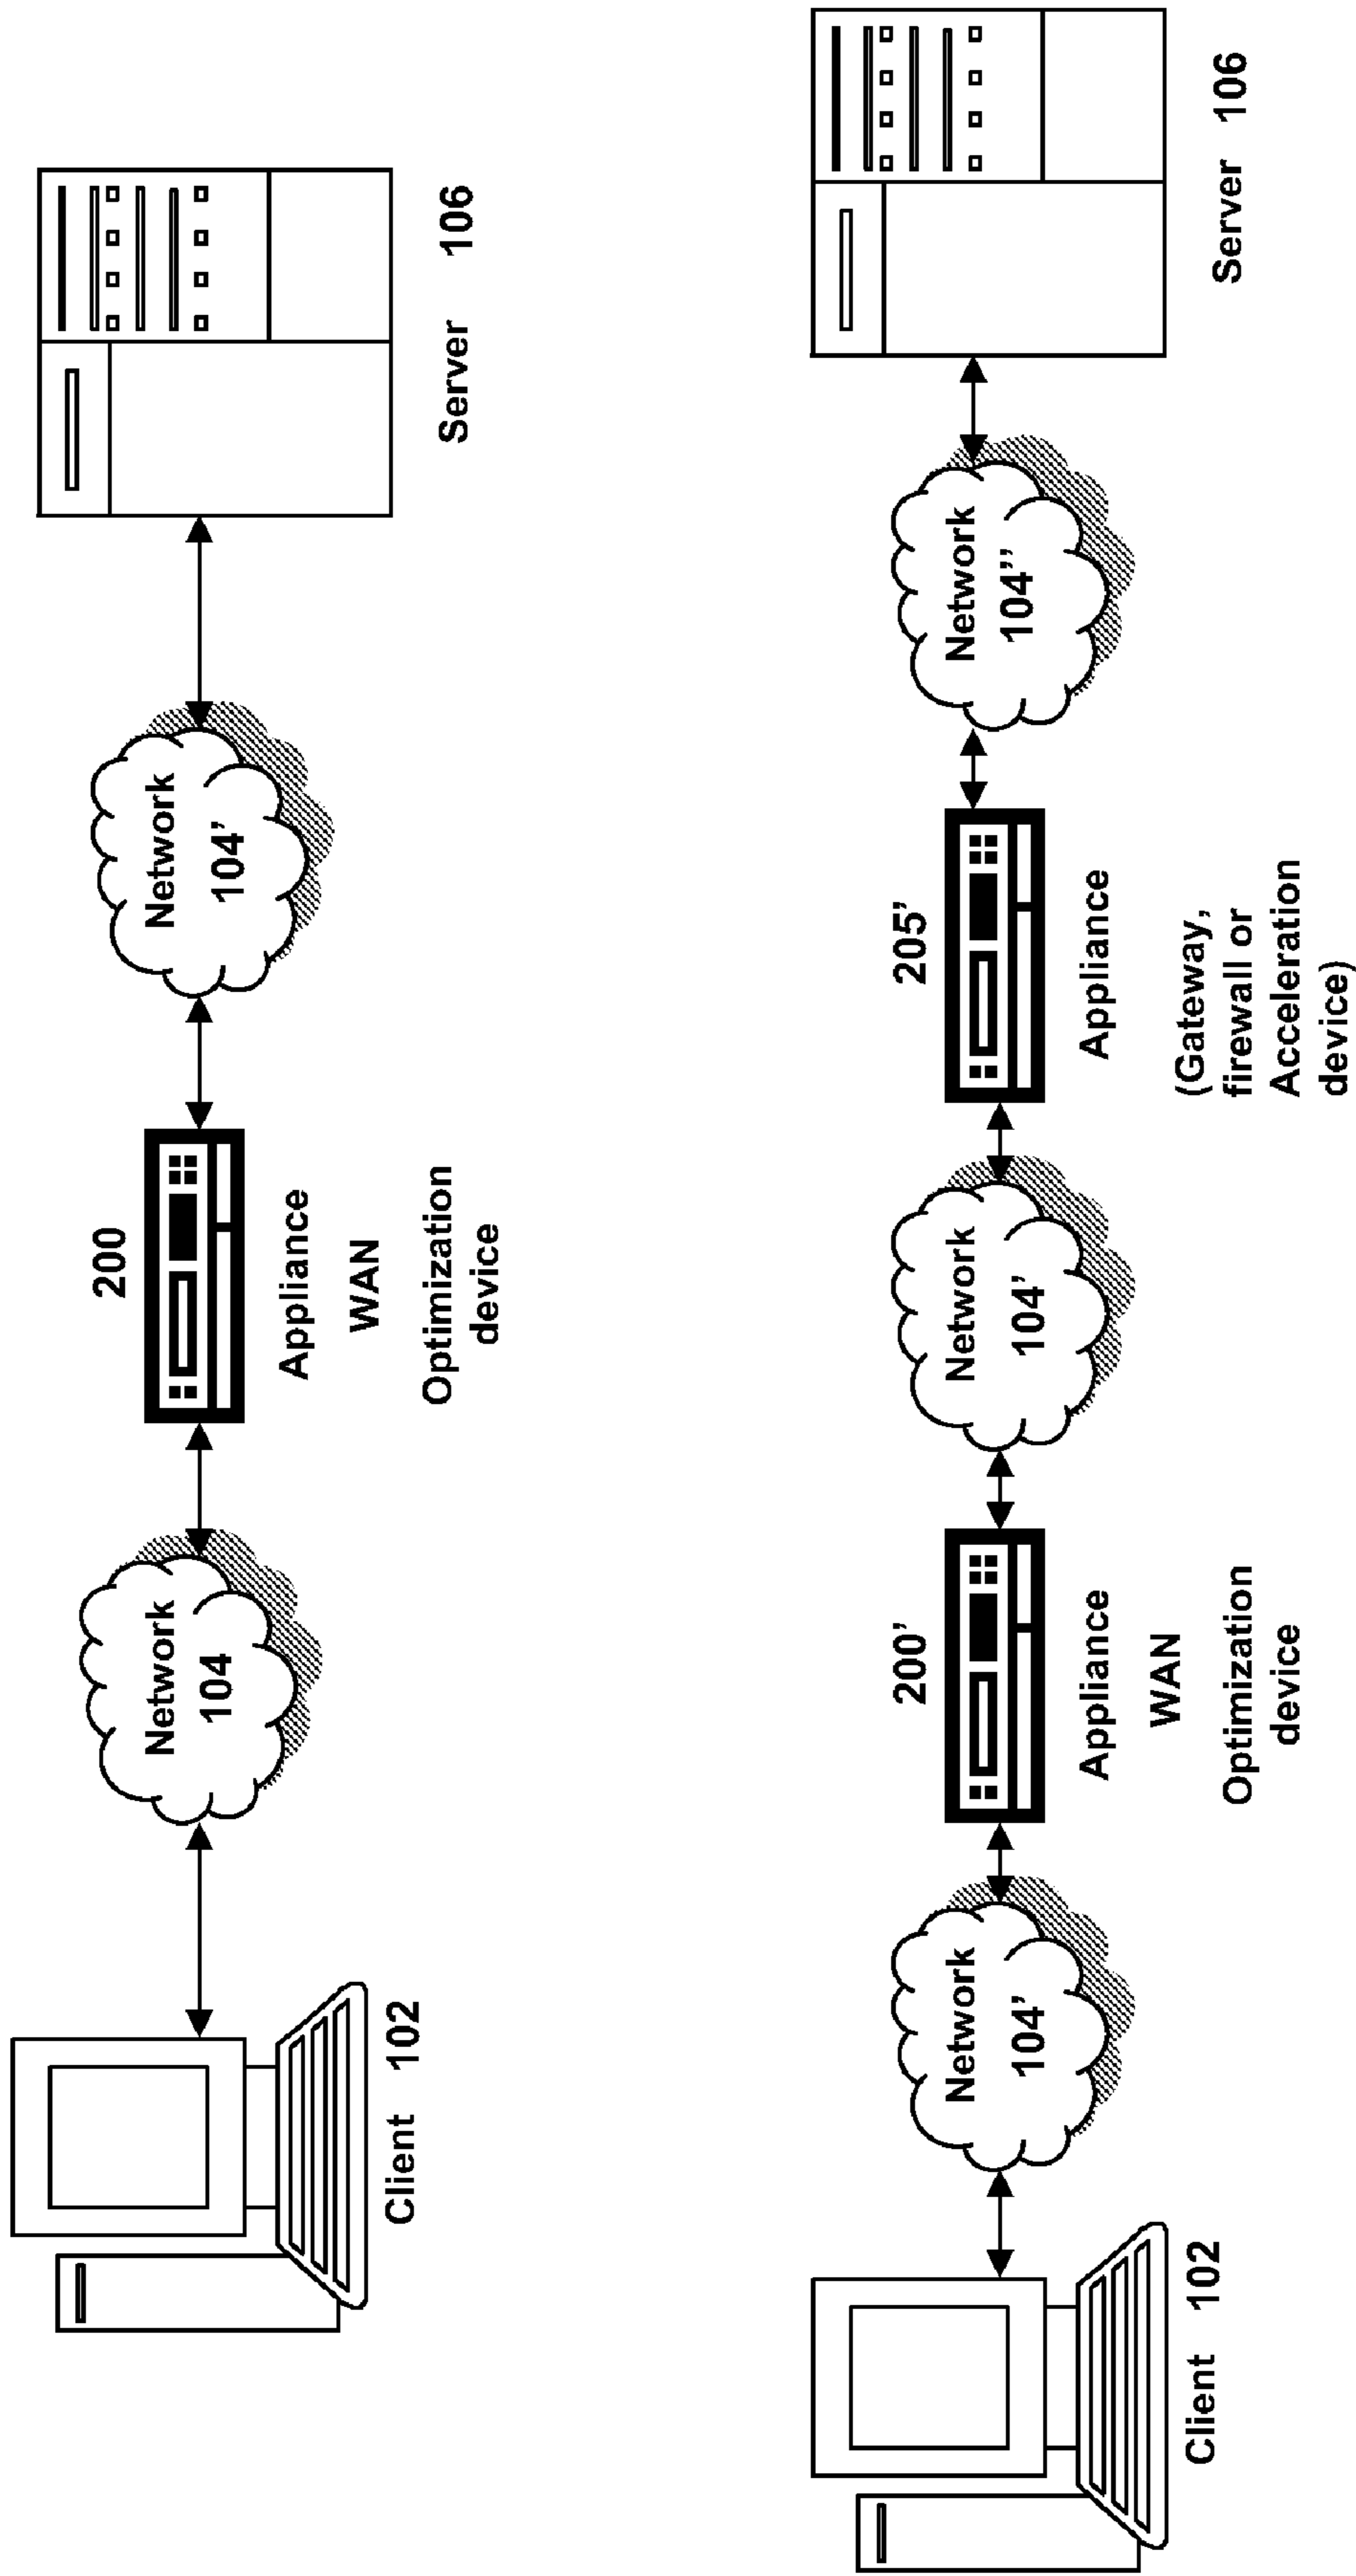 Client 102
Network
104
200
Appliance
WAN
Optimization
device
Network
104’
Server 106
Client 102
Network
104’
200’
Appliance
WAN
Optimization
device
Network
104’
205’
Appliance
(Gateway,
firewall or
Acceleration
device)
Network
104’’
Server 106